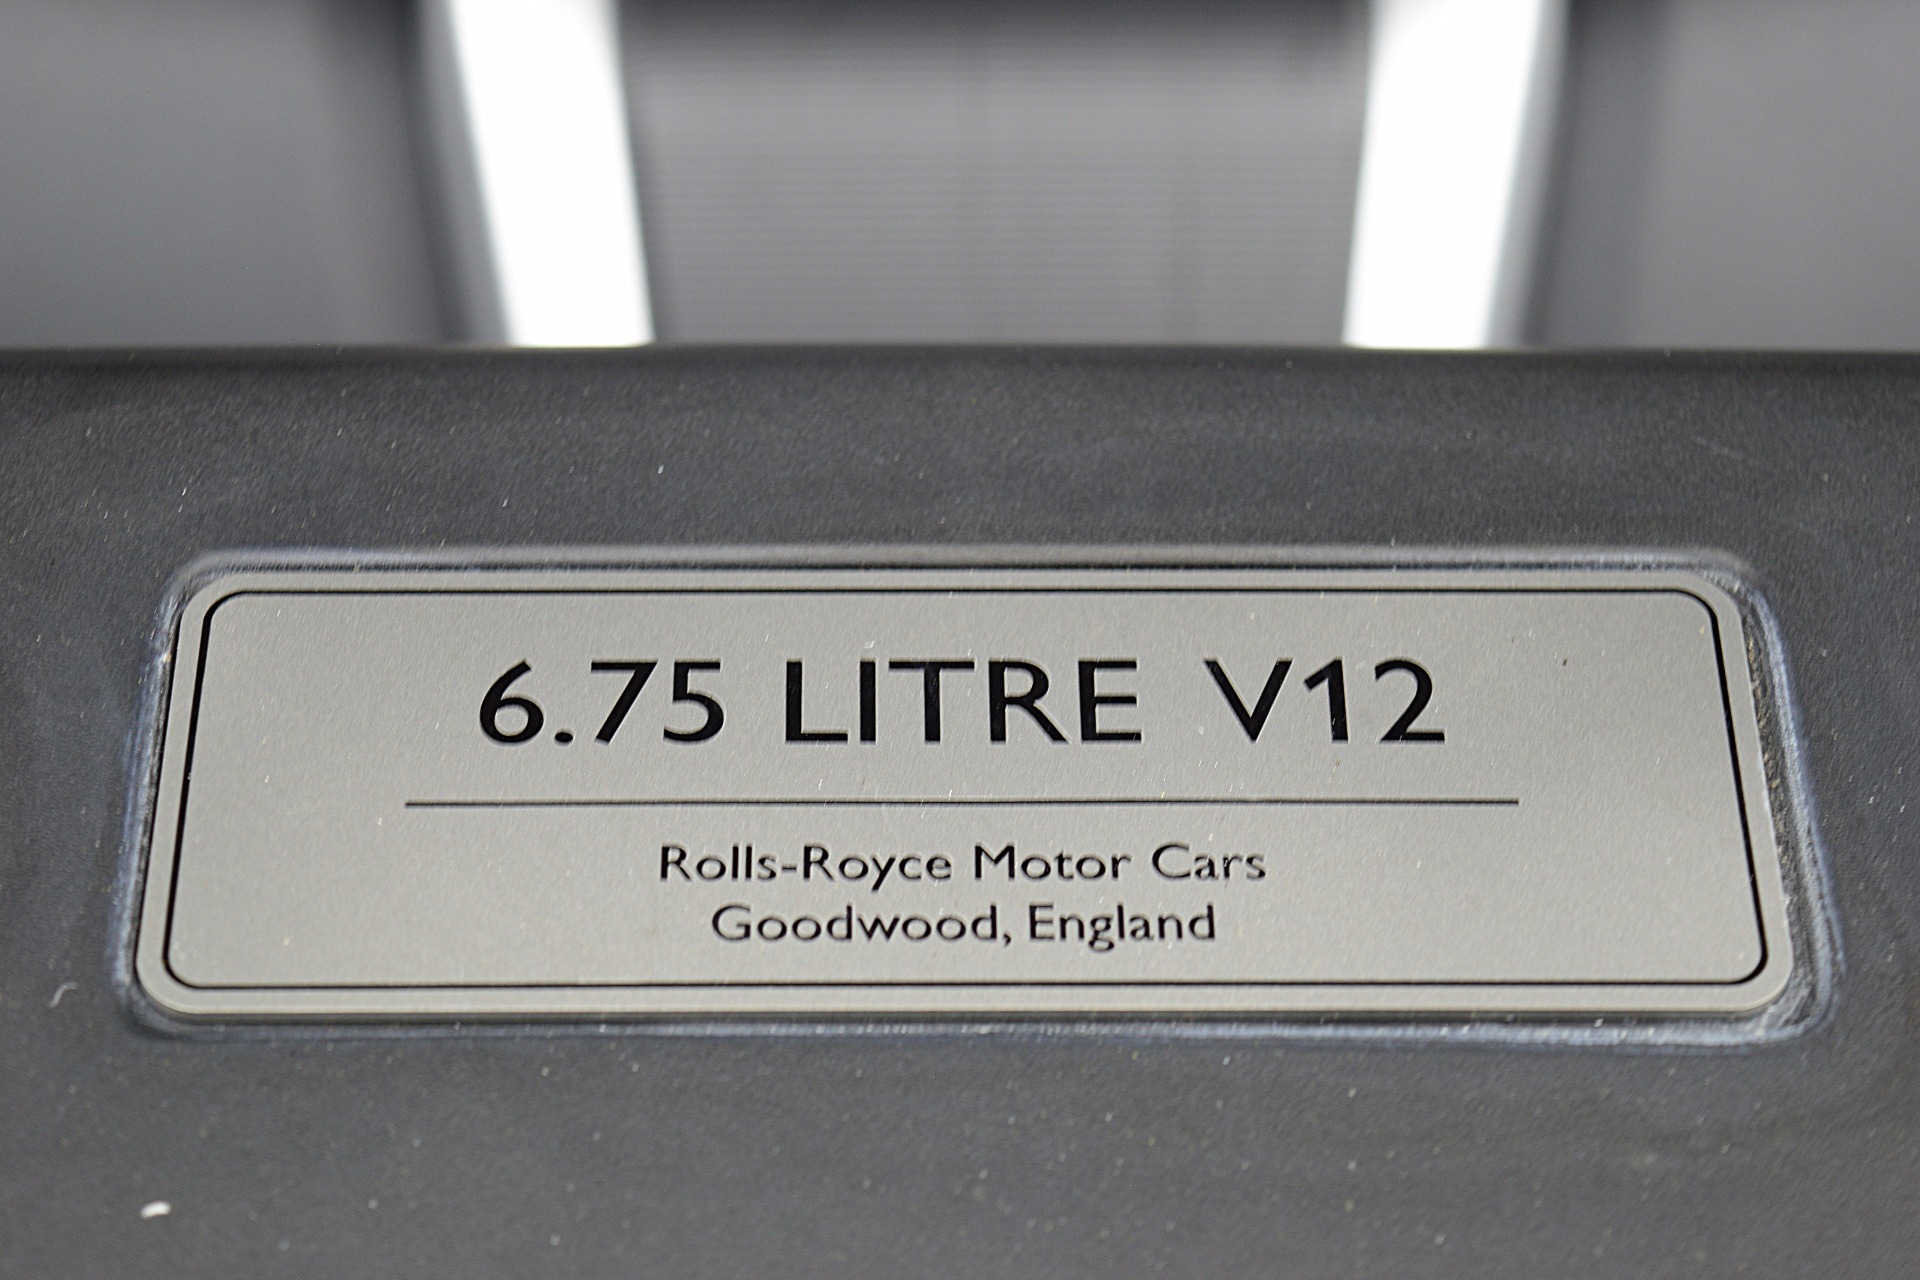 6.75 LITRE V12
Rolls-Royce Motor Cars
Goodwood, England